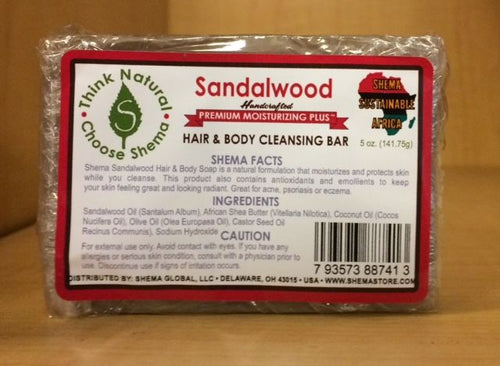 Think Natural
Choose Shema
S
Sandalwood
Handcrafted
PREMIUM MOISTURIZING PLUS™
HAIR & BODY CLEANSING BAR
SHEMA
SUSTAINABLE
AFRICA
5 oz. (141.75g)
SHEMA FACTS
Shema Sandalwood Hair & Body Soap is a natural formulation that moisturizes and protects skin
while you cleanse. This product also contains antioxidants and emollients to keep
your skin feeling great and looking radiant. Great for acne, psoriasis or eczema.
INGREDIENTS
Sandalwood Oil (Santalum Album), African Shea Butter (Vitellaria Nilotica), Coconut Oil (Cocos
Nucifera Oil), Olive Oil (Olea Europasa Oil), Castor Seed Oil
Recinus Communis), Sodium Hydroxide
CAUTION
For external use only. Avoid contact with eyes. If you have any
allergies or serious skin condition, consult with a physician prior to
use. Discontinue use if signs of irritation occurs.
7 93573 88741 3
DISTRIBUTED BY: SHEMA GLOBAL, LLC • DELAWARE, OH 43015 • USA • WWW.SHEMASTORE.COM